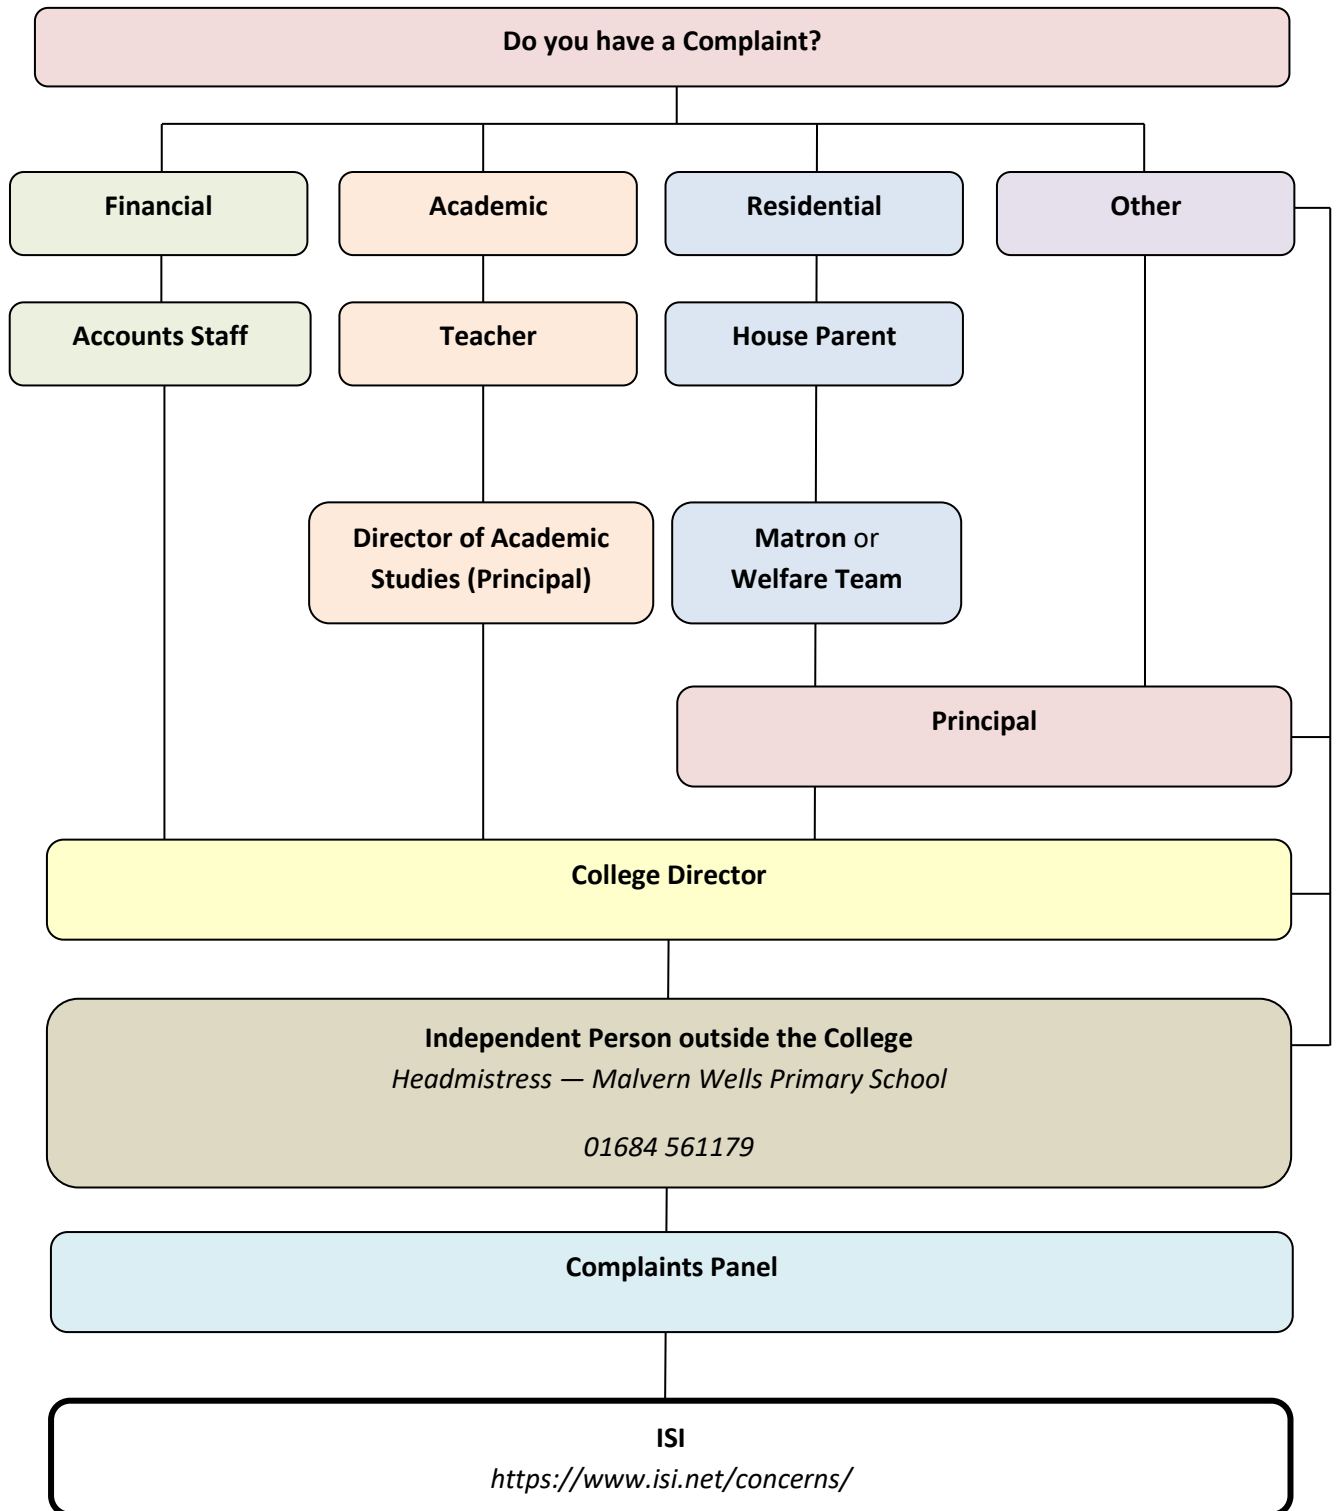 Do you have a Complaint?
Financial
Academic
Residential
Other
Accounts Staff
Teacher
House Parent
Director of Academic
Studies (Principal)
Matron or
Welfare Team
Principal
College Director
Independent Person outside the College
Headmistress — Malvern Wells Primary School
01684 561179
Complaints Panel
ISI
https://www.isi.net/concerns/